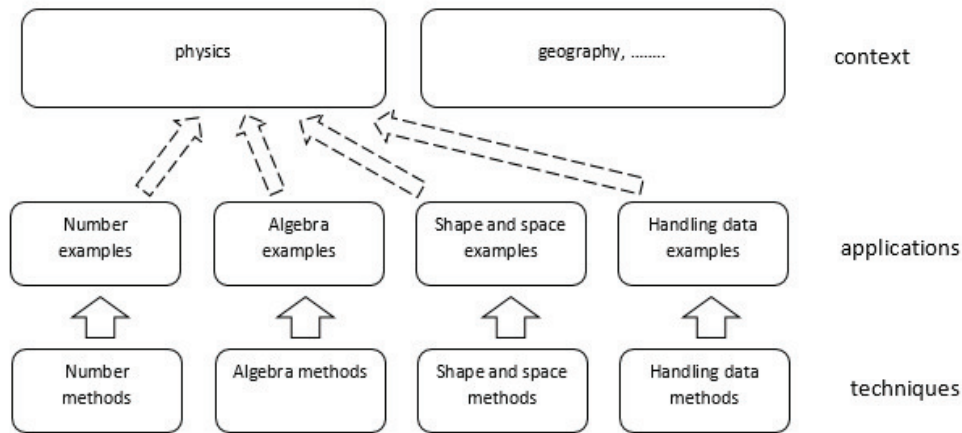 physics
geography, ........
context
Number
examples
Algebra
examples
Shape and space
examples
Handling data
examples
applications
Number
methods
Algebra methods
Shape and space
methods
Handling data
methods
techniques